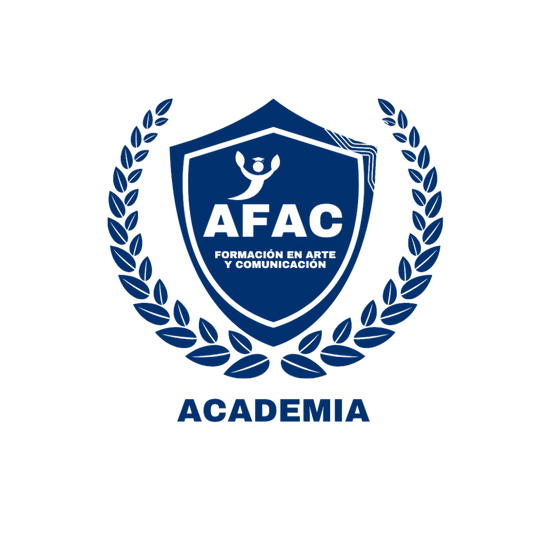 AFAC
FORMACIÓN EN ARTE
Y COMUNICACIÓN
ACADEMIA